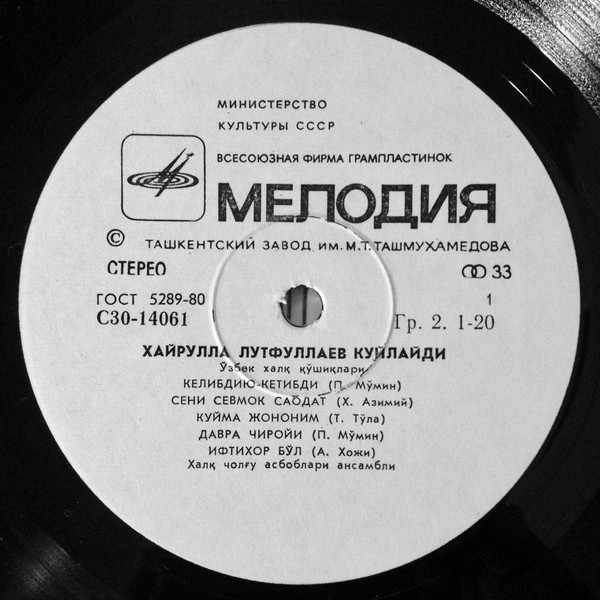 МИНИСТЕРСТВО
КУЛЬТУРЫ СССР
ВСЕСОЮЗНАЯ ФИРМА ГРАМПЛАСТИНОК
МЕЛОДИЯ
© ТАШКЕНТСКИЙ ЗАВОД ИМ. М.Т. ТАШМУХАМЕДОВА
СТЕРЕО 33
ГОСТ 5289-80 1
С30-14061 Гр. 2. 1-20
ХАЙРУЛЛА ЛУТФУЛЛАЕВ КУЙЛАЙДИ
Ўзбек халқ қўшиқлари
КЕЛИБДИЮ-КЕТИБДИ (П. Мўмин)
СЕНИ СЕВМОК САОДАТ (Х. Азимий)
КУЙМА ЖОНОНИМ (Т. Тўла)
ДАВРА ЧИРОЙИ (П. Мўмин)
ИФТИХОР БЎЛ (А. Хожи)
Халқ чолғу асбоблари ансамбли